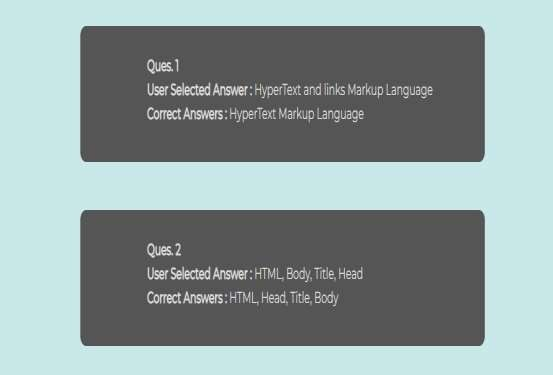 Ques. 1
User Selected Answer : HyperText and links Markup Language
Correct Answers : HyperText Markup Language
Ques. 2
User Selected Answer : HTML, Body, Title, Head
Correct Answers : HTML, Head, Title, Body